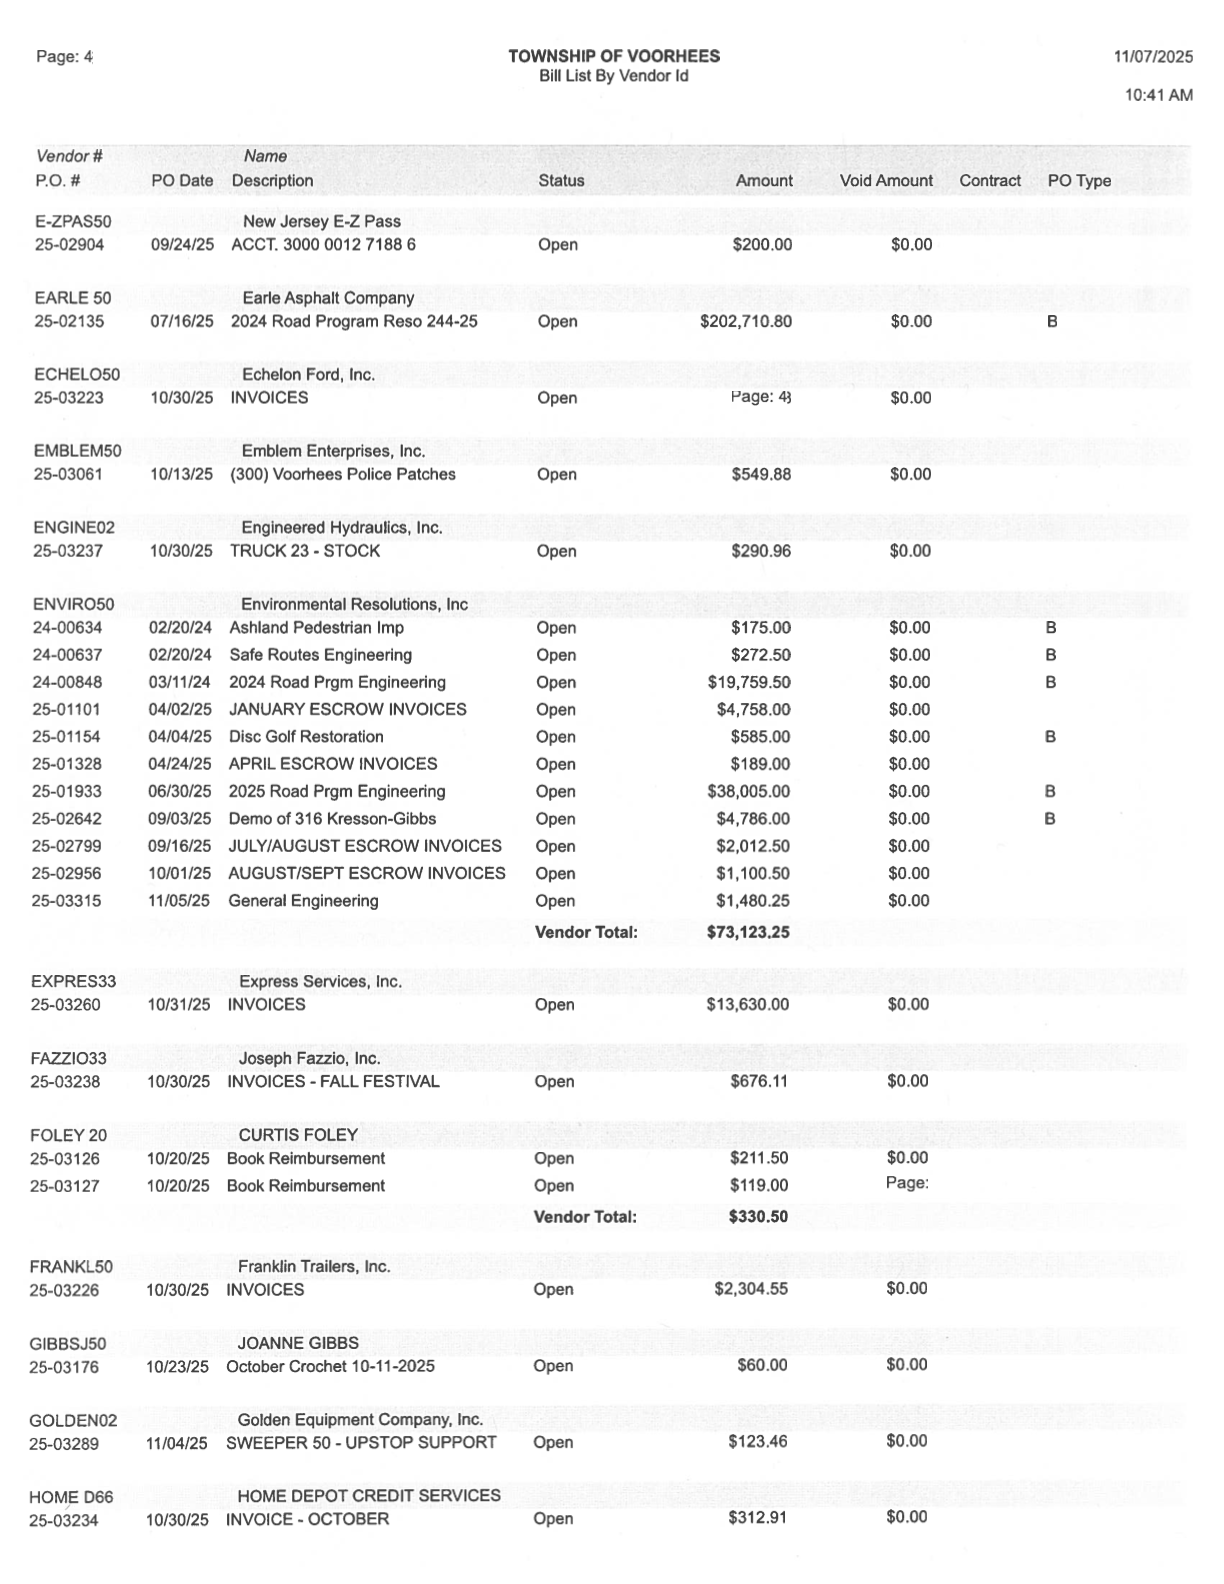 Page: 4
TOWNSHIP OF VOORHEES
11/07/2025
Bill List By Vendor Id
10:41 AM
Vendor # Name
P.O. # PO Date Description Status Amount Void Amount Contract PO Type
E-ZPAS50 New Jersey E-Z Pass
25-02904 09/24/25 ACCT. 3000 0012 7188 6 Open $200.00 $0.00
EARLE 50 Earle Asphalt Company
25-02135 07/16/25 2024 Road Program Reso 244-25 Open $202,710.80 $0.00 B
ECHELO50 Echelon Ford, Inc.
25-03223 10/30/25 INVOICES Open Page: 4 $0.00
EMBLEM50 Emblem Enterprises, Inc.
25-03061 10/13/25 (300) Voorhees Police Patches Open $549.88 $0.00
ENGINE02 Engineered Hydraulics, Inc.
25-03237 10/30/25 TRUCK 23 - STOCK Open $290.96 $0.00
ENVIRO50 Environmental Resolutions, Inc
24-00634 02/20/24 Ashland Pedestrian Imp Open $175.00 $0.00 B
24-00637 02/20/24 Safe Routes Engineering Open $272.50 $0.00 B
24-00848 03/11/24 2024 Road Prgm Engineering Open $19,759.50 $0.00 B
25-01101 04/02/25 JANUARY ESCROW INVOICES Open $4,758.00 $0.00
25-01154 04/04/25 Disc Golf Restoration Open $585.00 $0.00 B
25-01328 04/24/25 APRIL ESCROW INVOICES Open $189.00 $0.00
25-01933 06/30/25 2025 Road Prgm Engineering Open $38,005.00 $0.00 B
25-02642 09/03/25 Demo of 316 Kresson-Gibbs Open $4,786.00 $0.00 B
25-02799 09/16/25 JULY/AUGUST ESCROW INVOICES Open $2,012.50 $0.00
25-02956 10/01/25 AUGUST/SEPT ESCROW INVOICES Open $1,100.50 $0.00
25-03315 11/05/25 General Engineering Open $1,480.25 $0.00
Vendor Total: $73,123.25
EXPRES33 Express Services, Inc.
25-03260 10/31/25 INVOICES Open $13,630.00 $0.00
FAZZIO33 Joseph Fazzio, Inc.
25-03238 10/30/25 INVOICES - FALL FESTIVAL Open $676.11 $0.00
FOLEY 20 CURTIS FOLEY
25-03126 10/20/25 Book Reimbursement Open $211.50 $0.00
25-03127 10/20/25 Book Reimbursement Open $119.00 Page:
Vendor Total: $330.50
FRANKL50 Franklin Trailers, Inc.
25-03226 10/30/25 INVOICES Open $2,304.55 $0.00
GIBBSJ50 JOANNE GIBBS
25-03176 10/23/25 October Crochet 10-11-2025 Open $60.00 $0.00
GOLDEN02 Golden Equipment Company, Inc.
25-03289 11/04/25 SWEEPER 50 - UPSTOP SUPPORT Open $123.46 $0.00
HOME D66 HOME DEPOT CREDIT SERVICES
25-03234 10/30/25 INVOICE - OCTOBER Open $312.91 $0.00